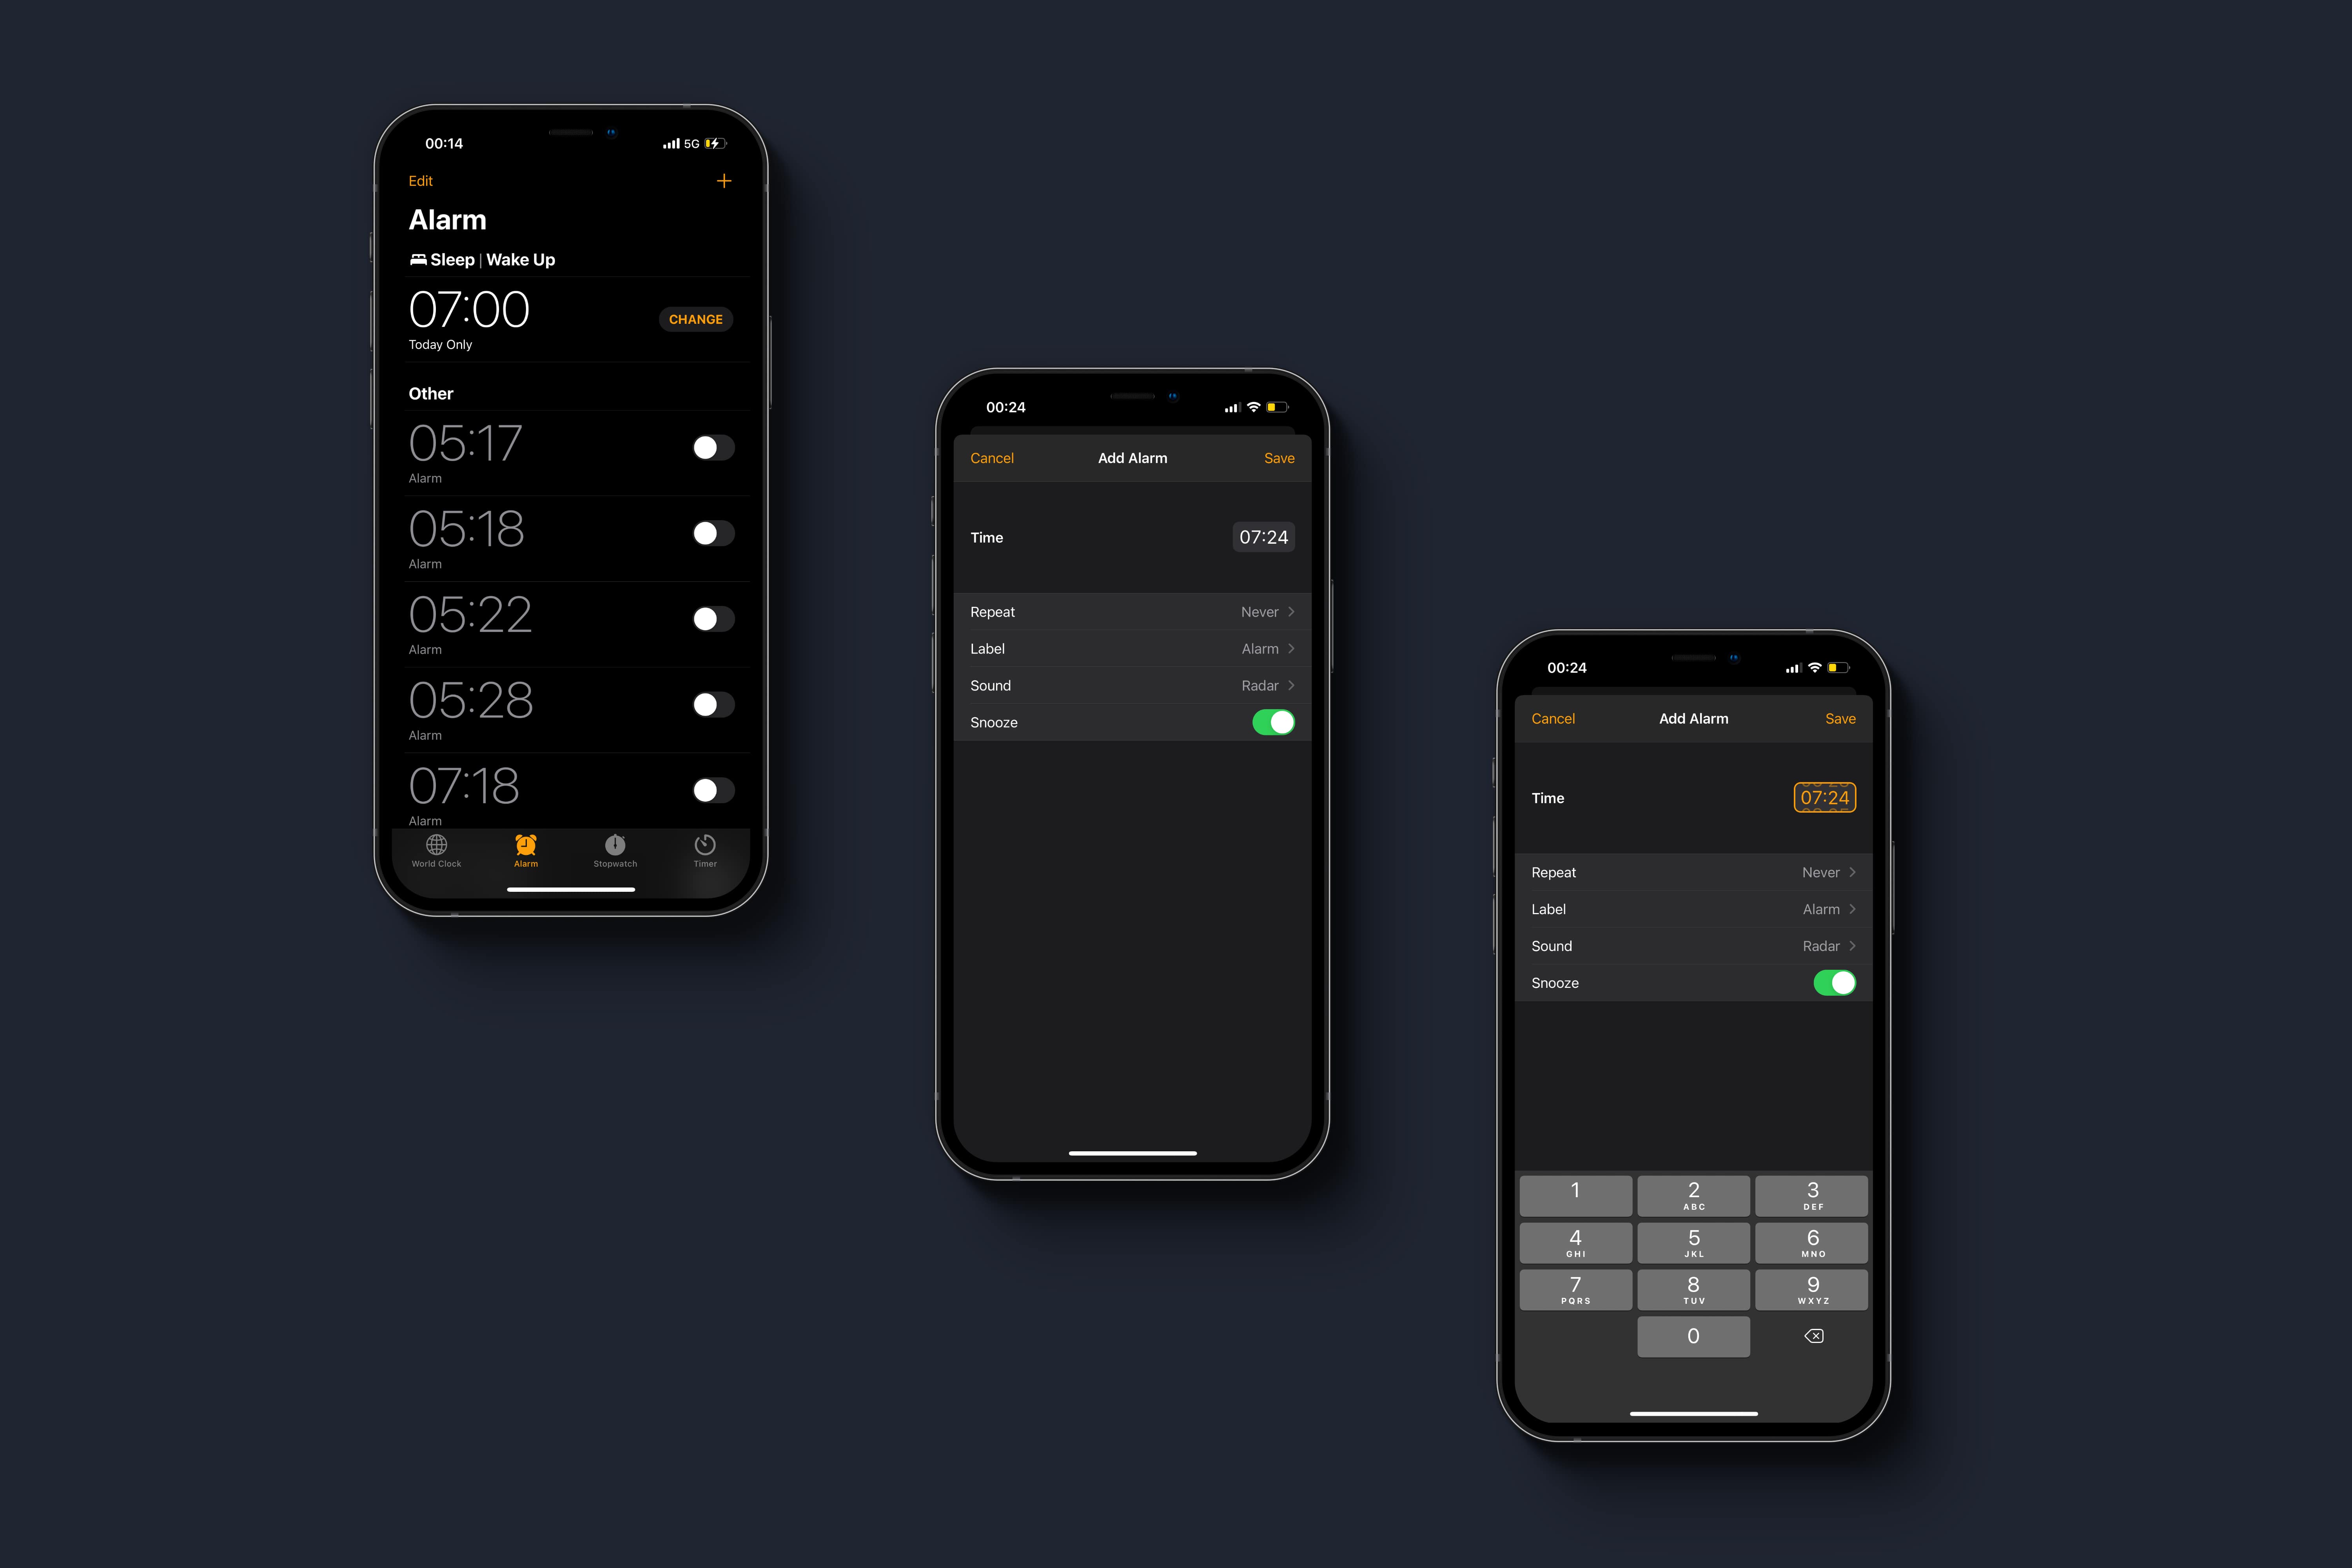 00:14 5G
Edit +
Alarm
Sleep | Wake Up
07:00 CHANGE
Today Only
Other
05:17
Alarm
05:18
Alarm
05:22
Alarm
05:28
Alarm
07:18
Alarm
World Clock Alarm Stopwatch Timer
00:24
Cancel Add Alarm Save
Time 07:24
Repeat Never
Label Alarm
Sound Radar
Snooze
00:24
Cancel Add Alarm Save
Time 07:24
Repeat Never
Label Alarm
Sound Radar
Snooze
1 2 3
ABC DEF
4 5 6
GHI JKL MNO
7 8 9
PQRS TUV WXYZ
0